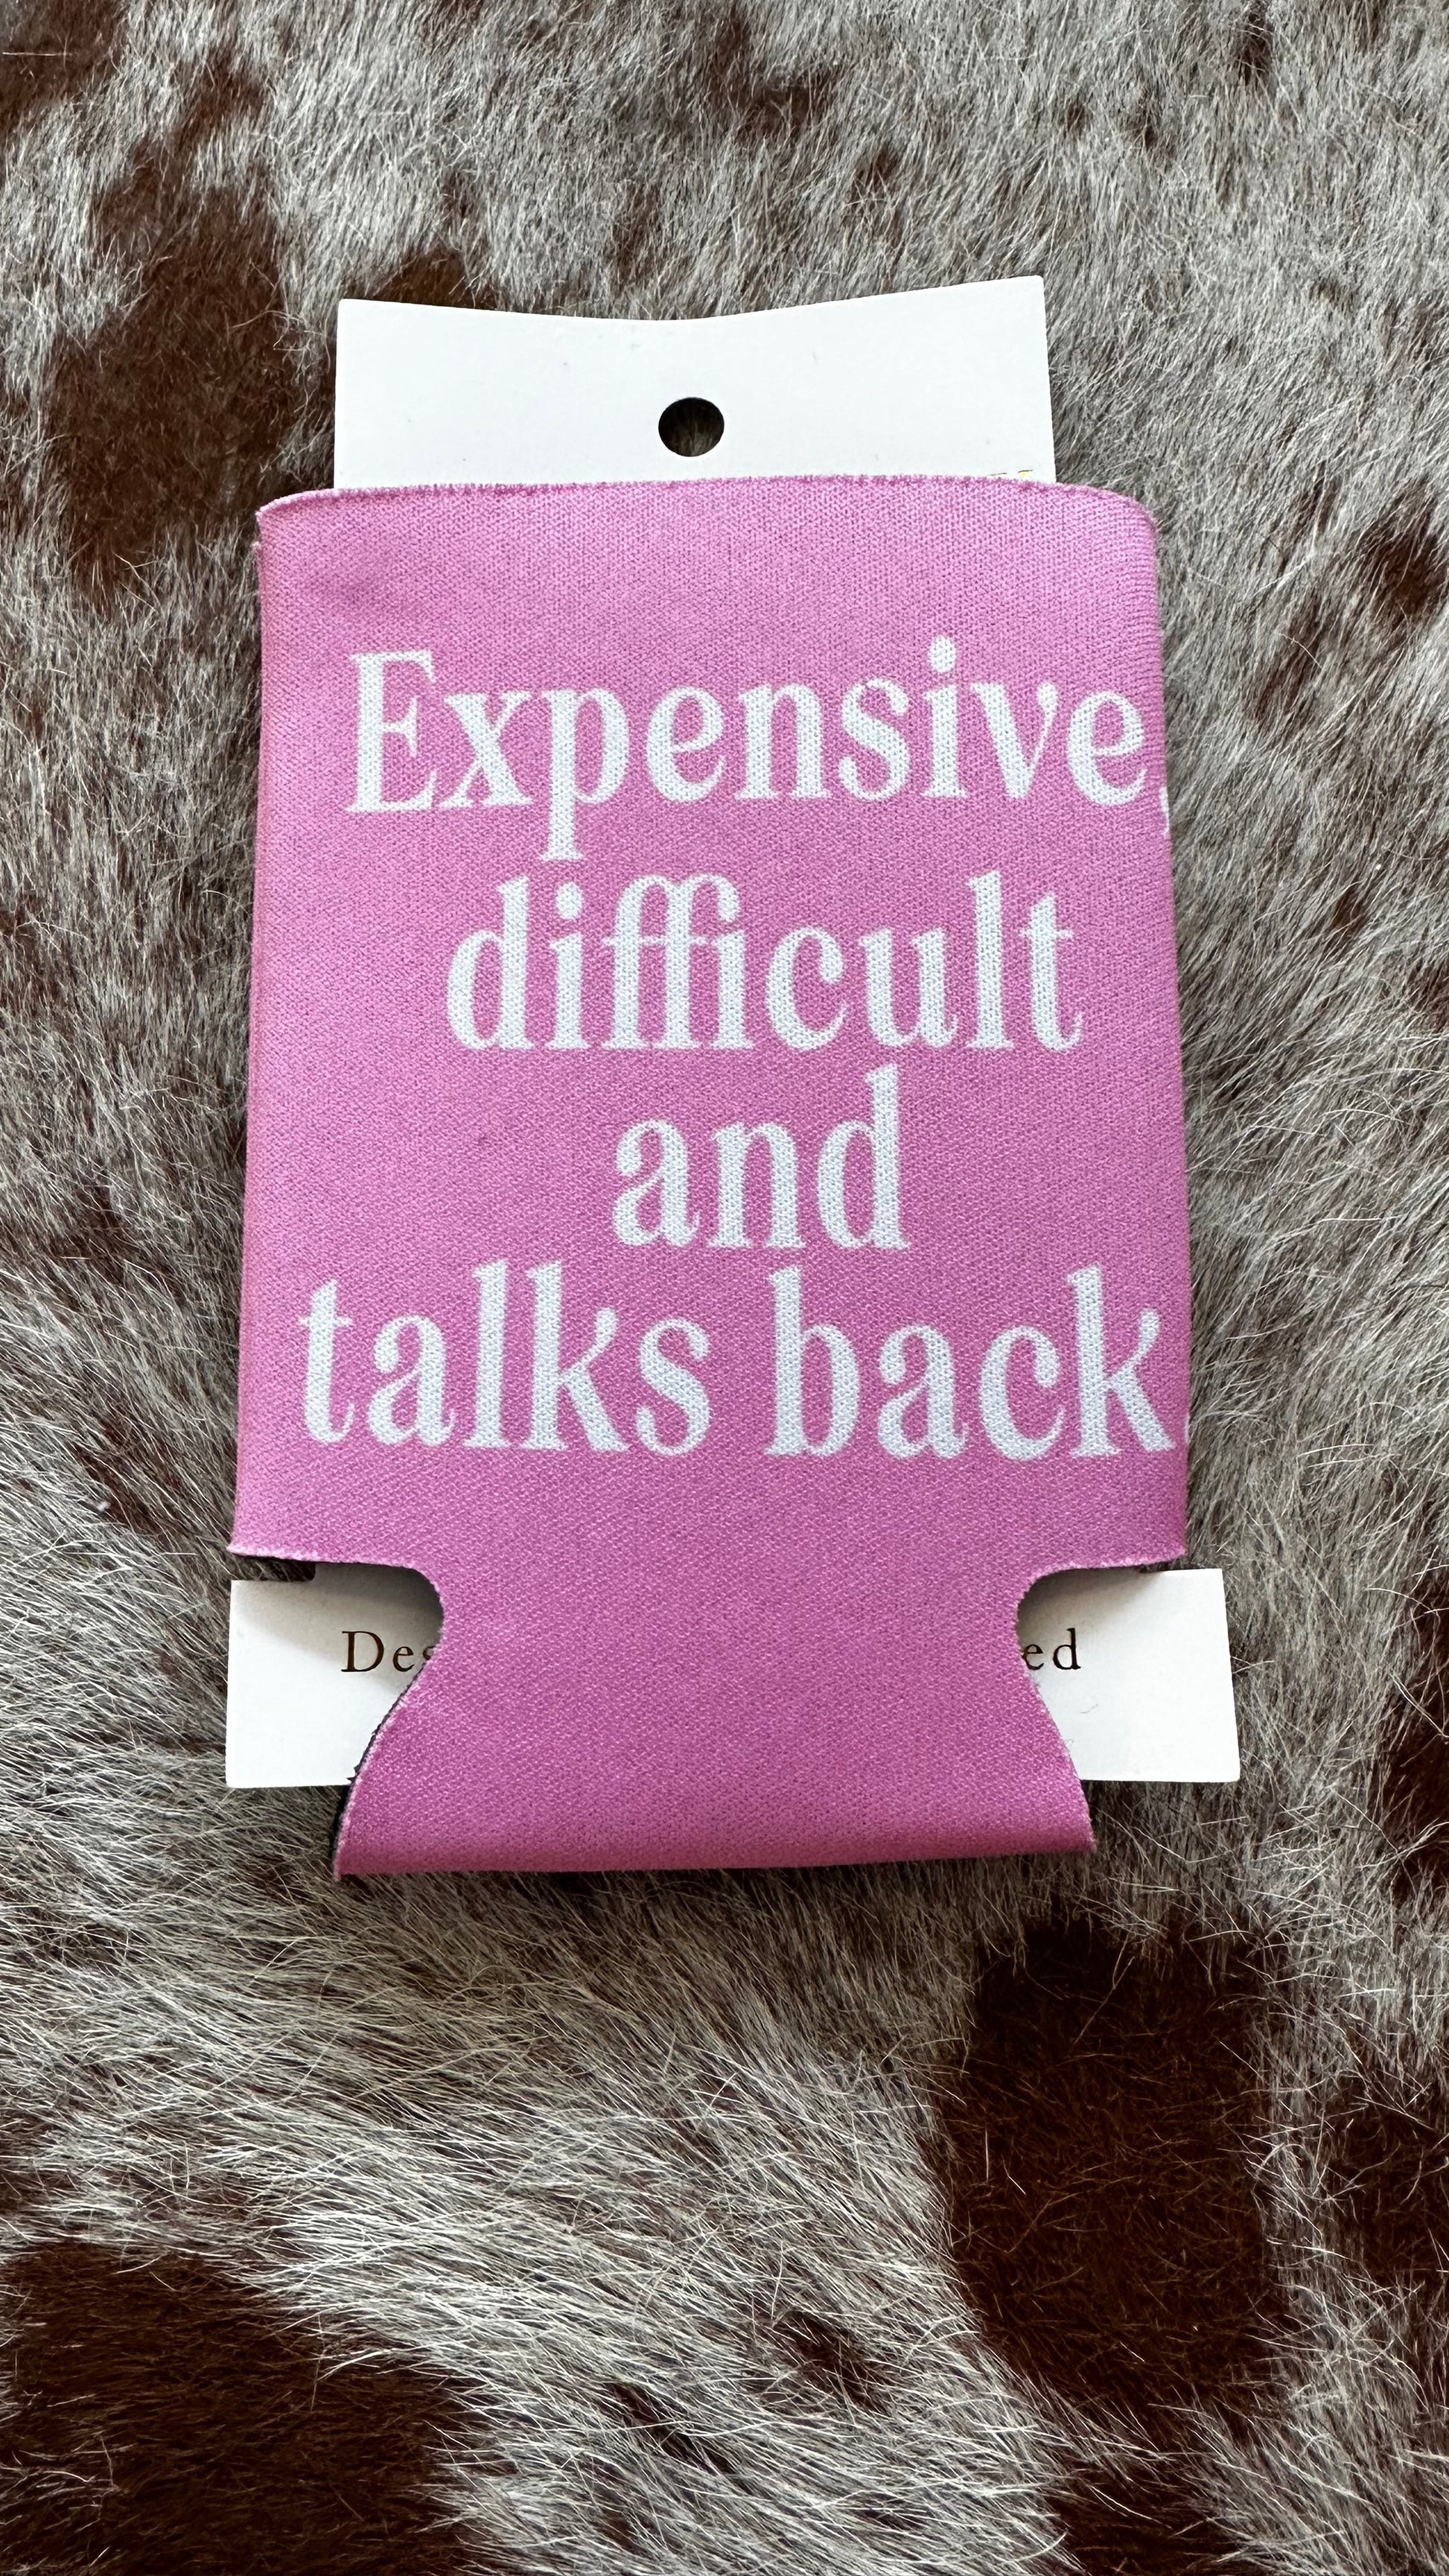 Expensive,
difficult
and
talks back.